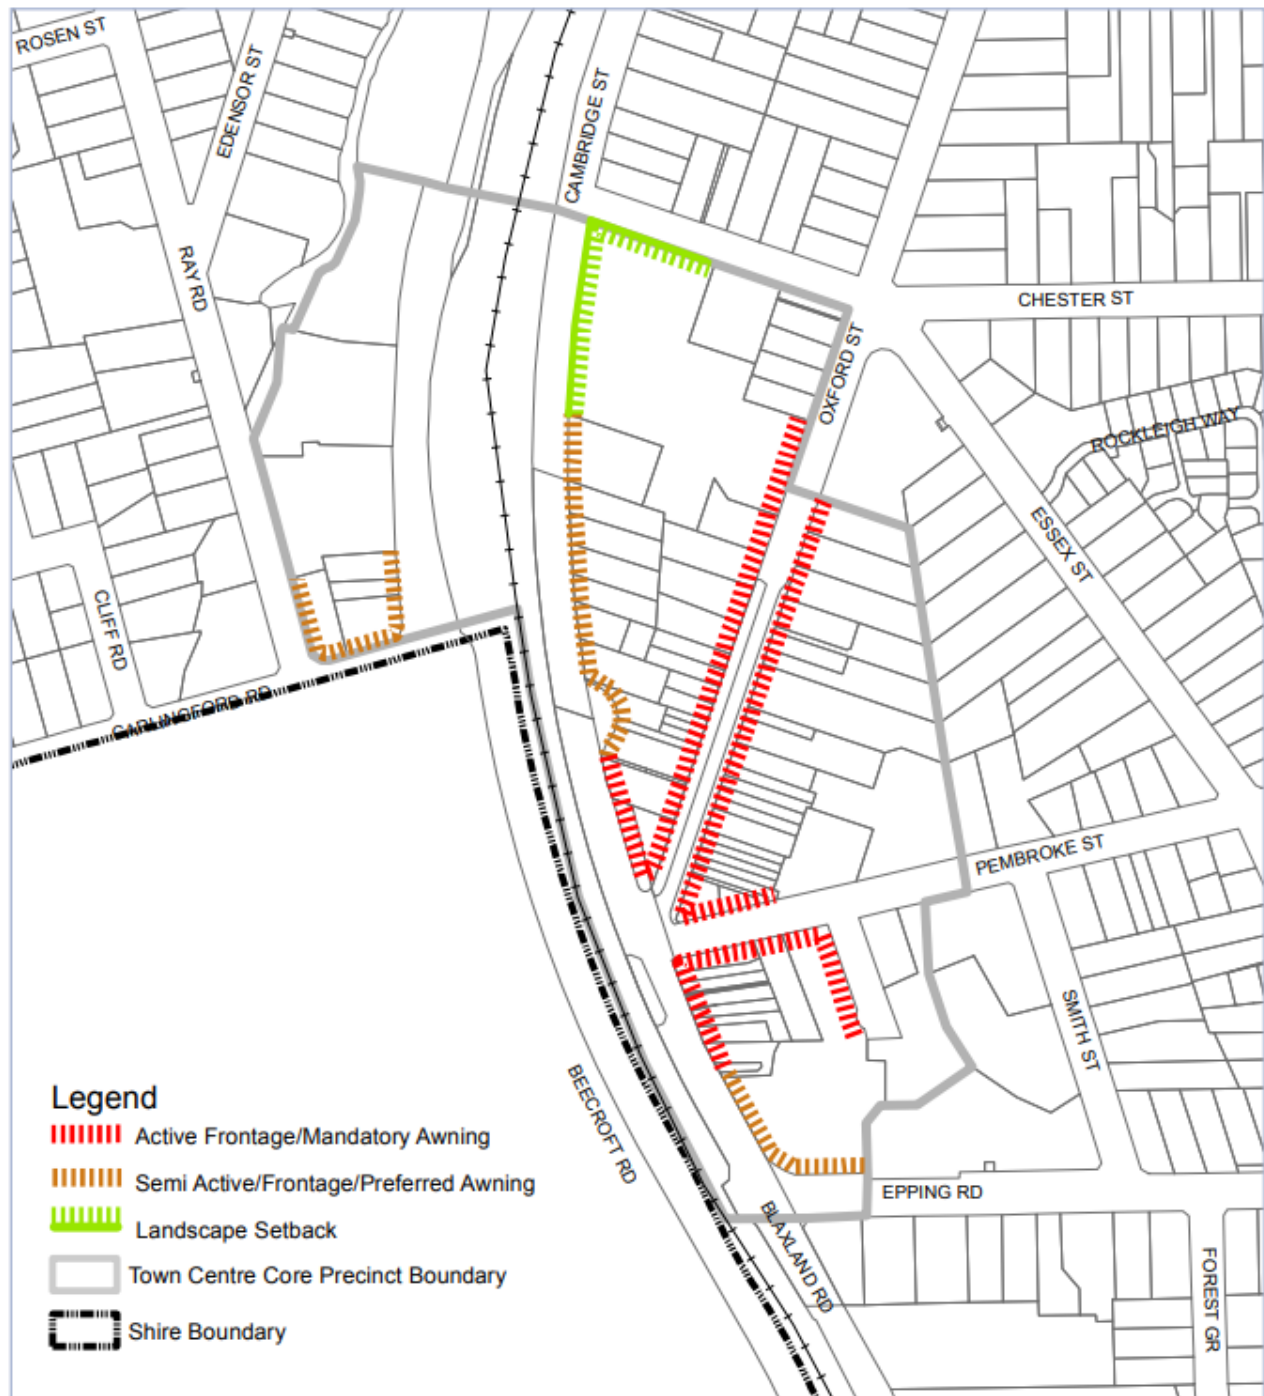 ROSEN ST
EDENSOR ST
CAMBRIDGE ST
RAY RD
CHESTER ST
OXFORD ST
ROCKLEIGH WAY
ESSEX ST
CLIFF RD
CARLINGFORD RD
PEMBROKE ST
SMITH ST
BEECROFT RD
EPPING RD
BLAXLAND RD
FOREST GR
Legend
Active Frontage/Mandatory Awning
Semi Active/Frontage/Preferred Awning
Landscape Setback
Town Centre Core Precinct Boundary
Shire Boundary